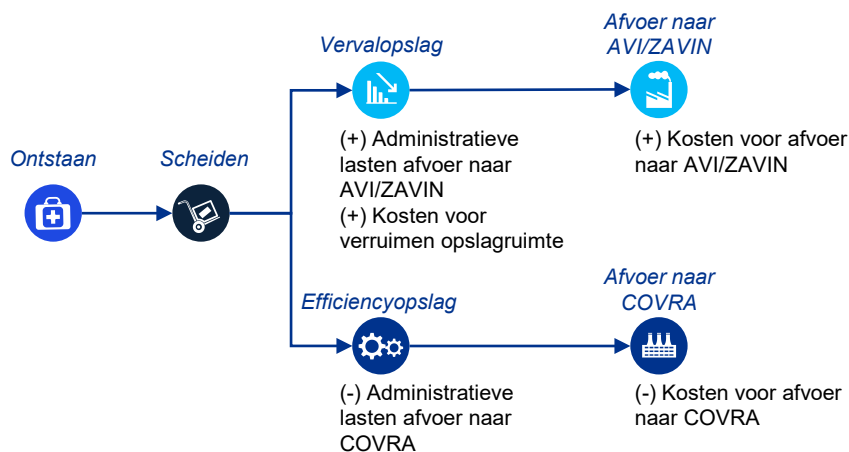 Vervalopslag
Afvoer naar
AVI/ZAVIN
(+) Administratieve
lasten afvoer naar
AVI/ZAVIN
(+) Kosten voor
verruimen opslagruimte
(+) Kosten voor afvoer
naar AVI/ZAVIN
Ontstaan
Scheiden
Efficiencyopslag
Afvoer naar
COVRA
(-) Administratieve
lasten afvoer naar
COVRA
(-) Kosten voor afvoer
naar COVRA